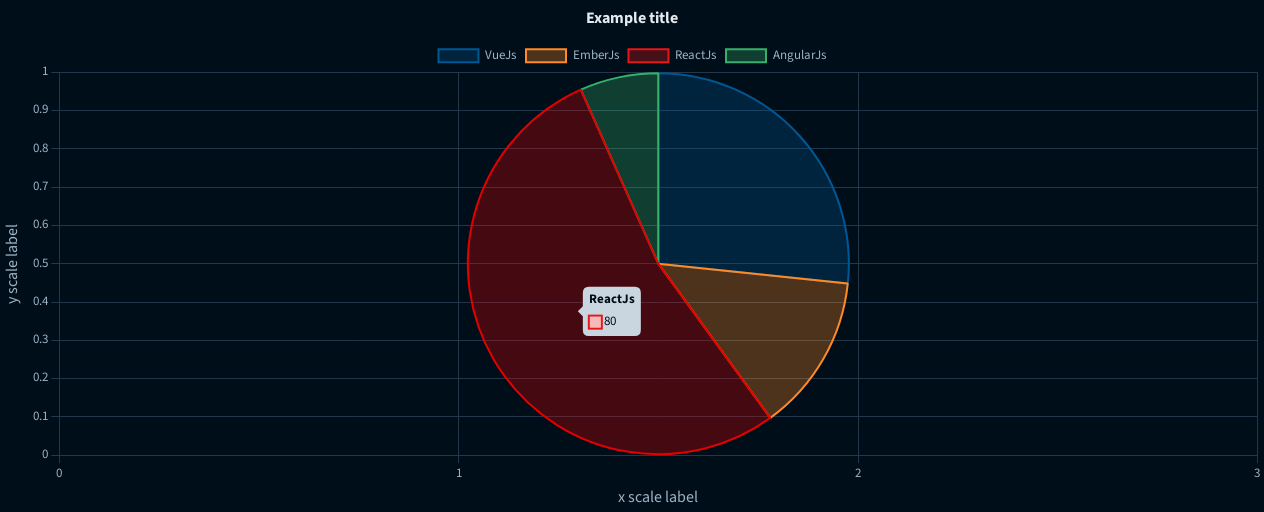 Example title
VueJs EmberJs ReactJs AngularJs
1
0.9
0.8
0.7
0.6
0.5
0.4
0.3
0.2
0.1
0
y scale label
ReactJs
80
0 1 2 3
x scale label